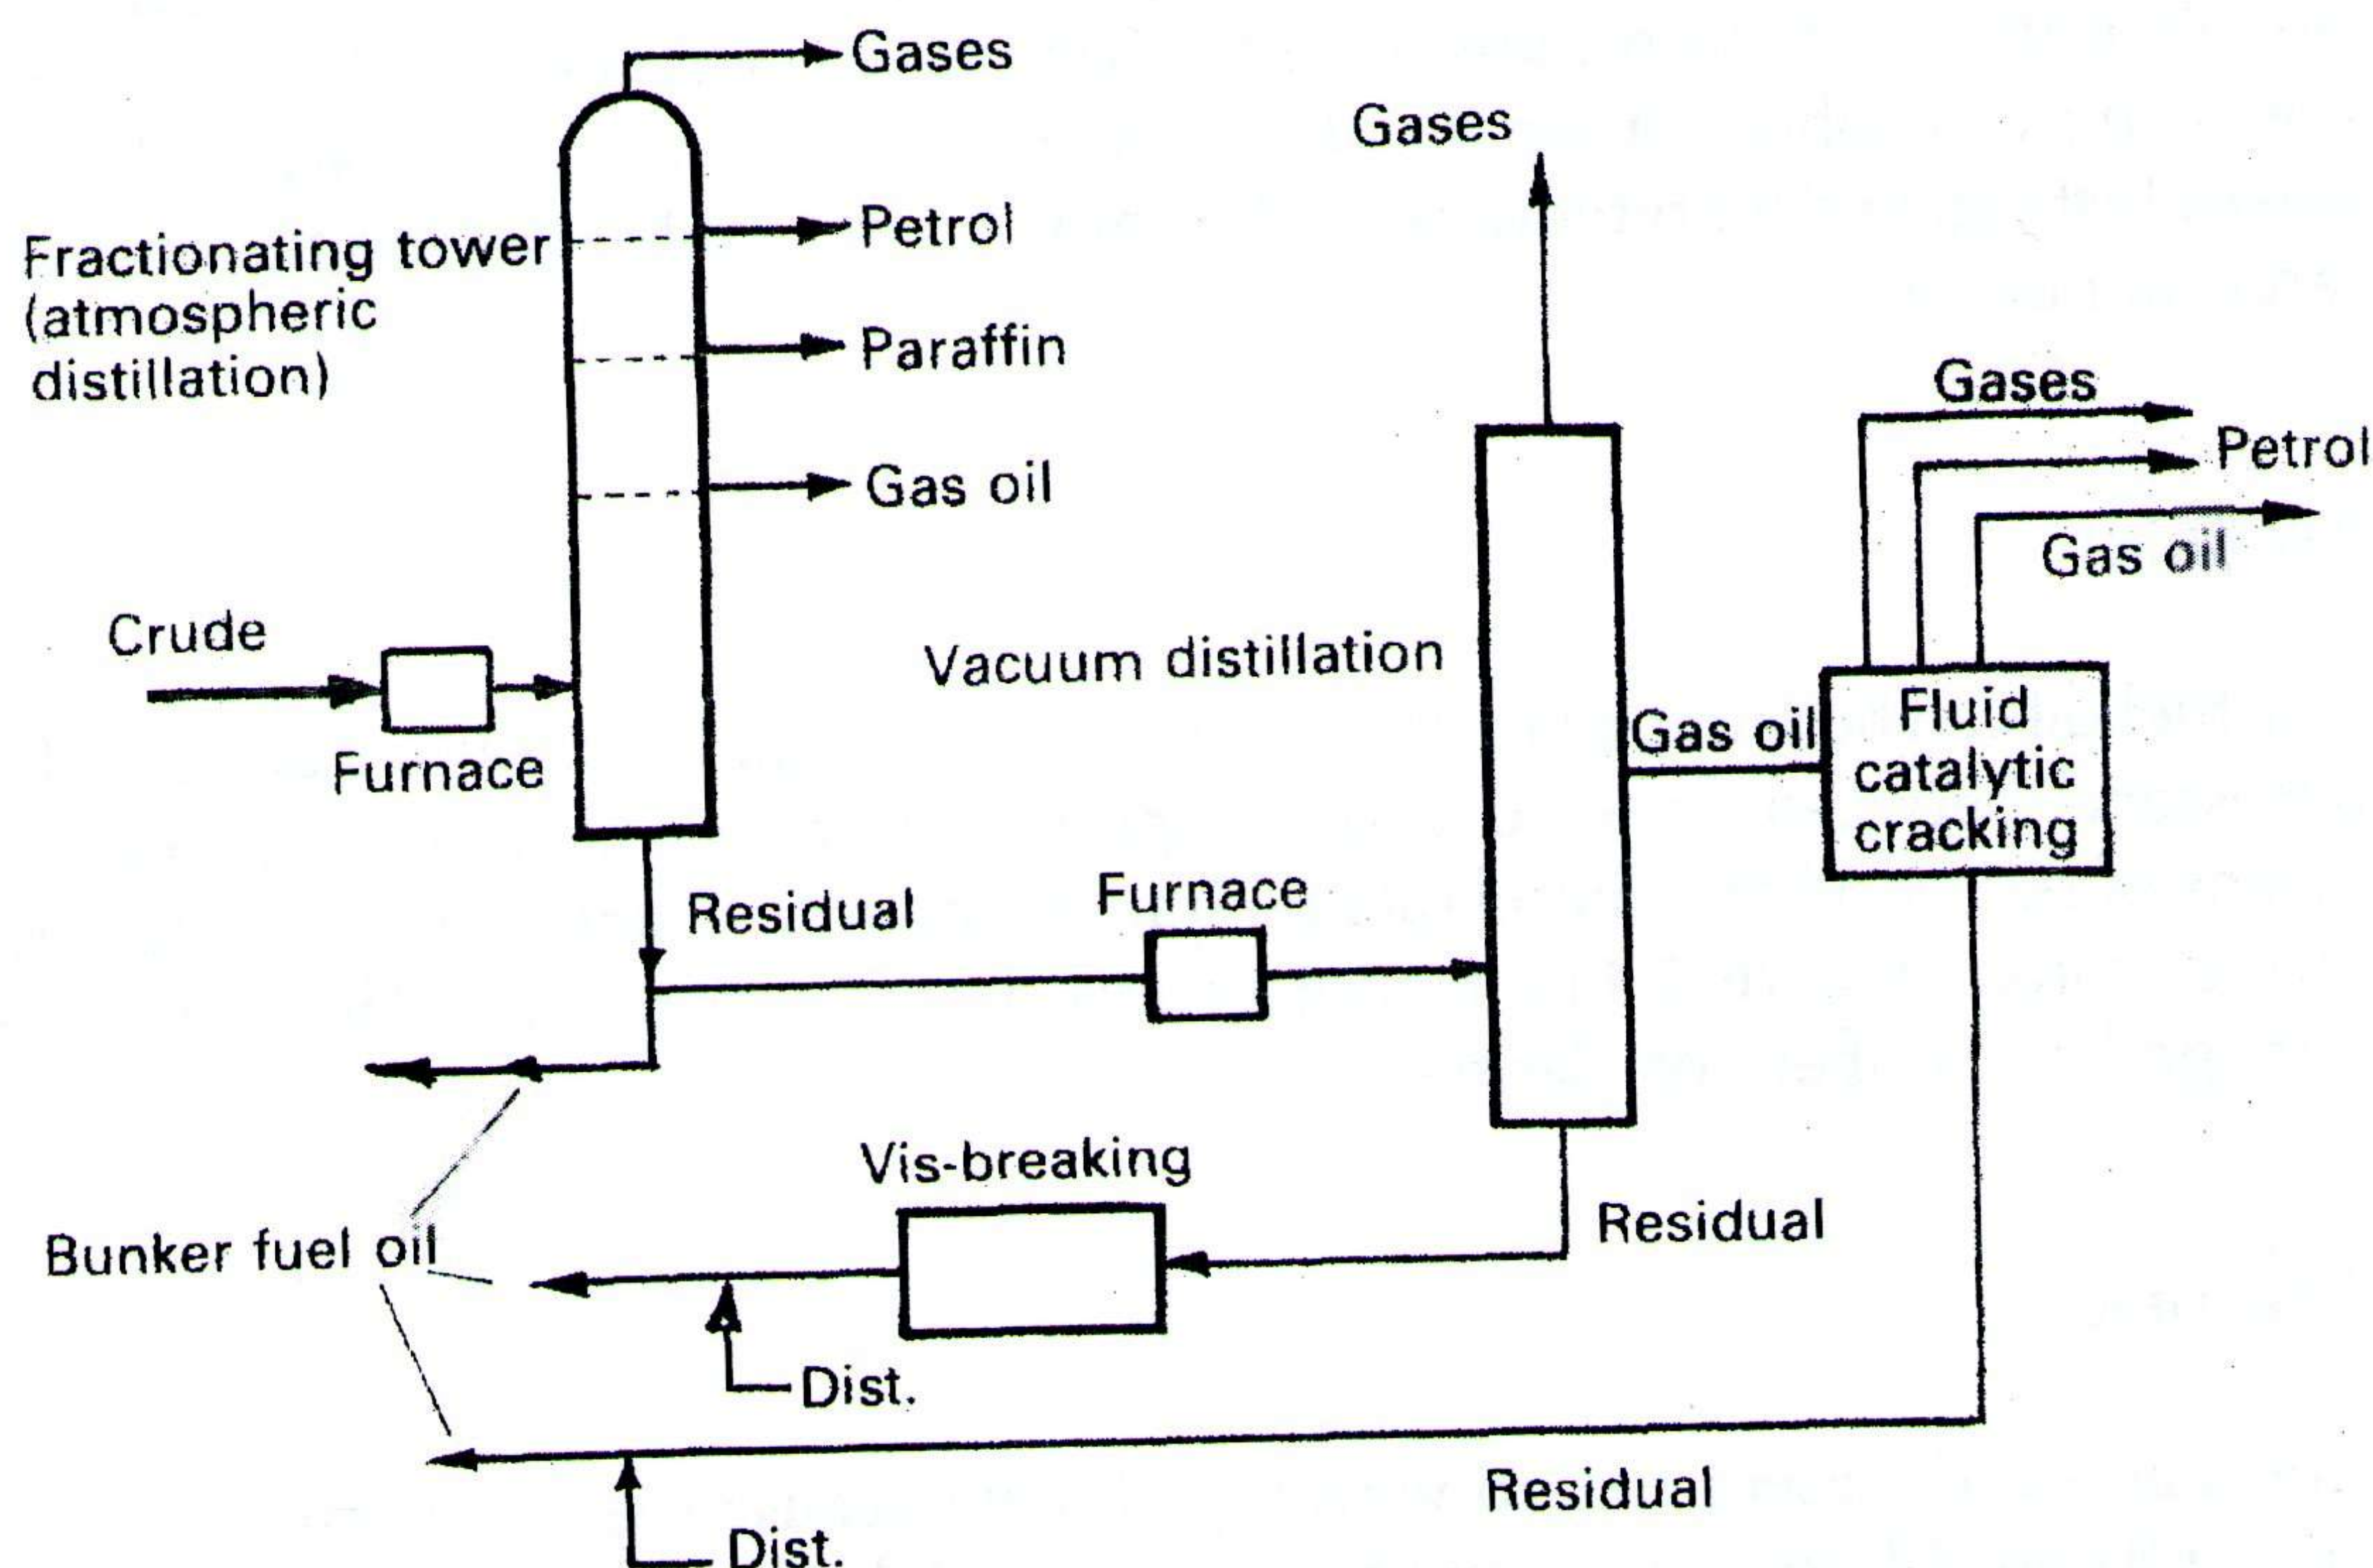 Gases
Gases
Petrol
Fractionating tower
(atmospheric
distillation)
Paraffin
Gases
Petrol
Gas oil
Gas oil
Crude
Furnace
Vacuum distillation
Gas oil
Fluid
catalytic
cracking
Residual
Furnace
Vis-breaking
Residual
Bunker fuel oil
Dist.
Residual
Dist.